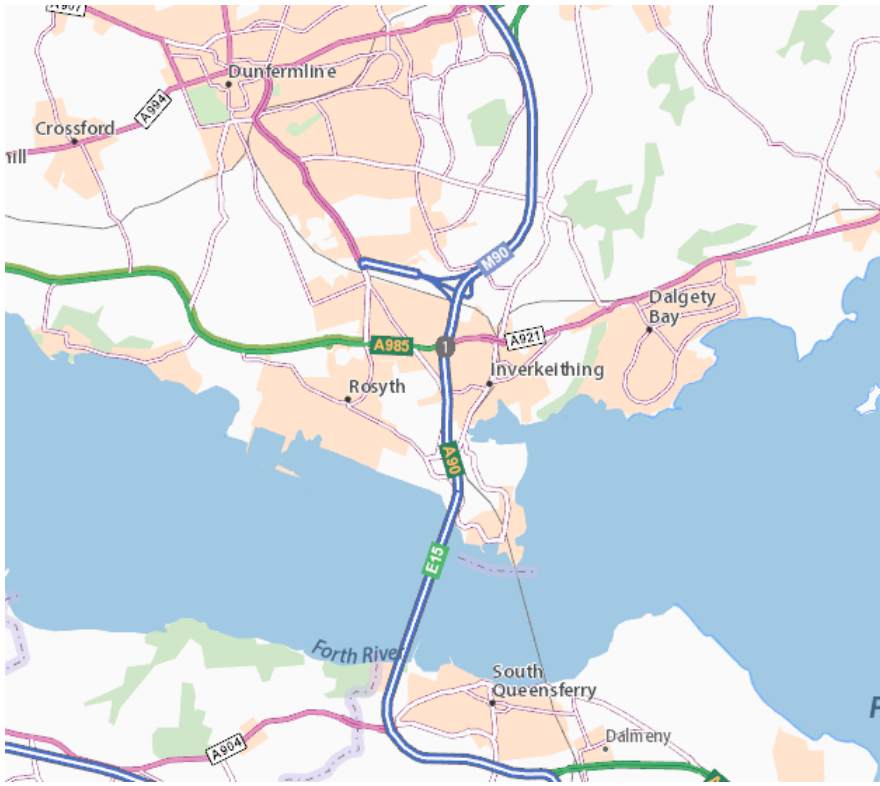 A907
Dunfermline
A994
Crossford
ill
M90
Dalgety
Bay
A921
1
A985
Inverkeithing
Rosyth
A90
E15
Forth River
South
Queensferry
Dalmeny
A904